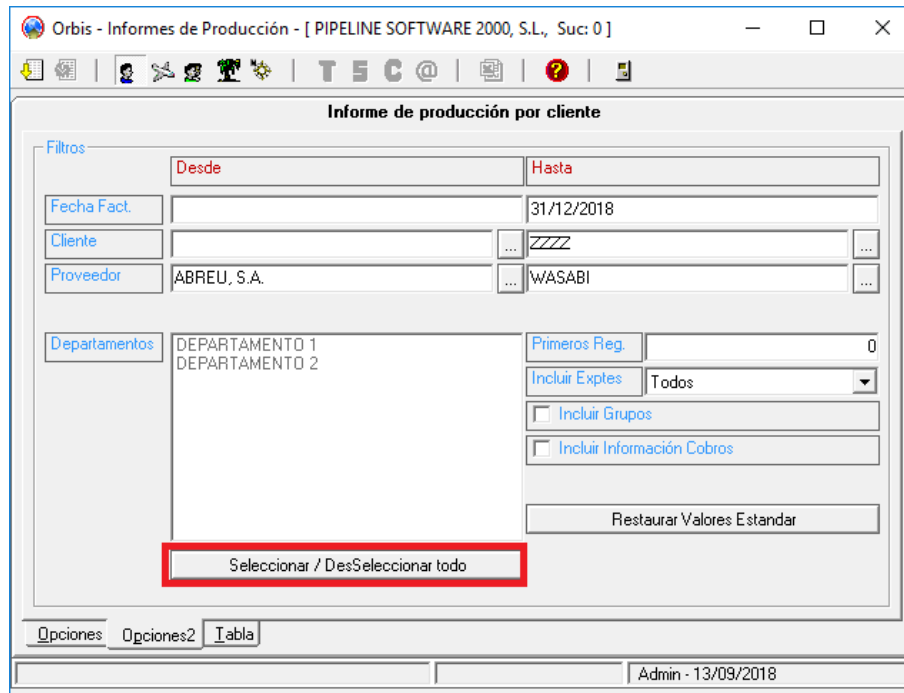 Orbis - Informes de Producción - [ PIPELINE SOFTWARE 2000, S.L., Suc: 0 ]
T S C @ ?
Informe de producción por cliente
Filtros
Desde Hasta
Fecha Fact. 31/12/2018
Cliente ... ZZZZ ...
Proveedor ABREU, S.A. ... WASABI ...
Departamentos DEPARTAMENTO 1 Primeros Reg. 0
DEPARTAMENTO 2
Incluir Exptes Todos
Incluir Grupos
Incluir Información Cobros
Restaurar Valores Estandar
Seleccionar / DesSeleccionar todo
Opciones Opciones2 Tabla
Admin - 13/09/2018